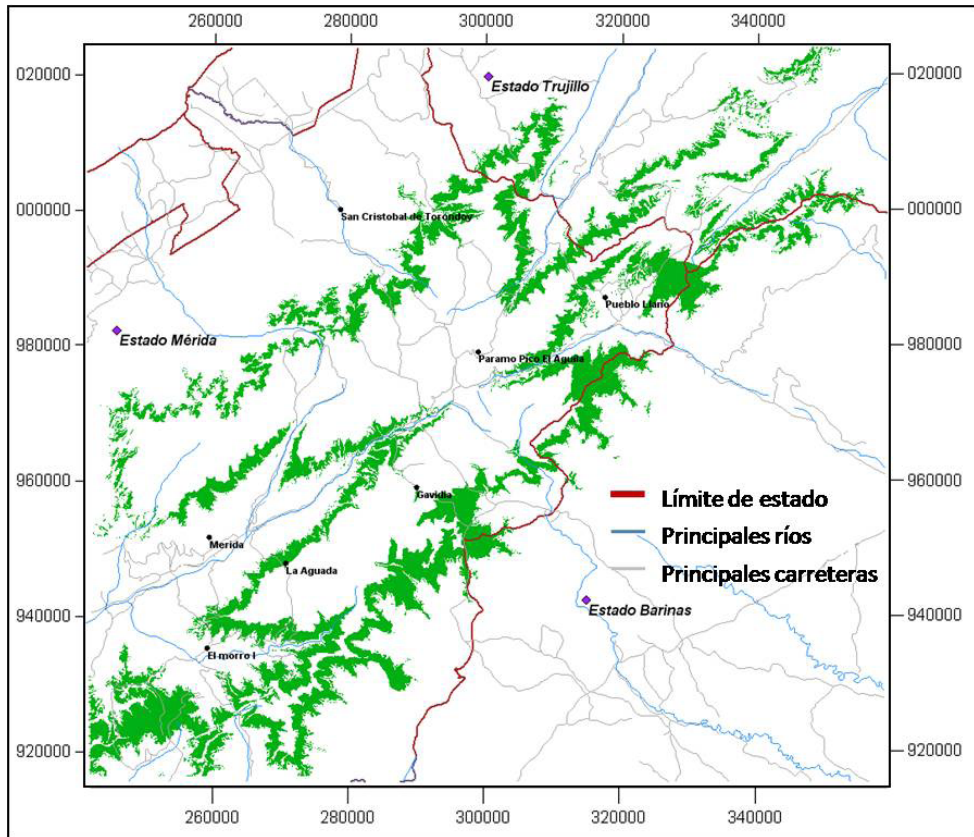 260000 280000 300000 320000 340000
020000 020000
Estado Trujillo
000000 000000
San Cristobal de Torondoy
Pueblo Llano
Estado Mérida
980000 980000
Paramo Pico El Aguila
960000 960000
Gavidia
Límite de estado
Merida
Principales ríos
La Aguada
Principales carreteras
940000 940000
Estado Barinas
El morro I
920000 920000
260000 280000 300000 320000 340000